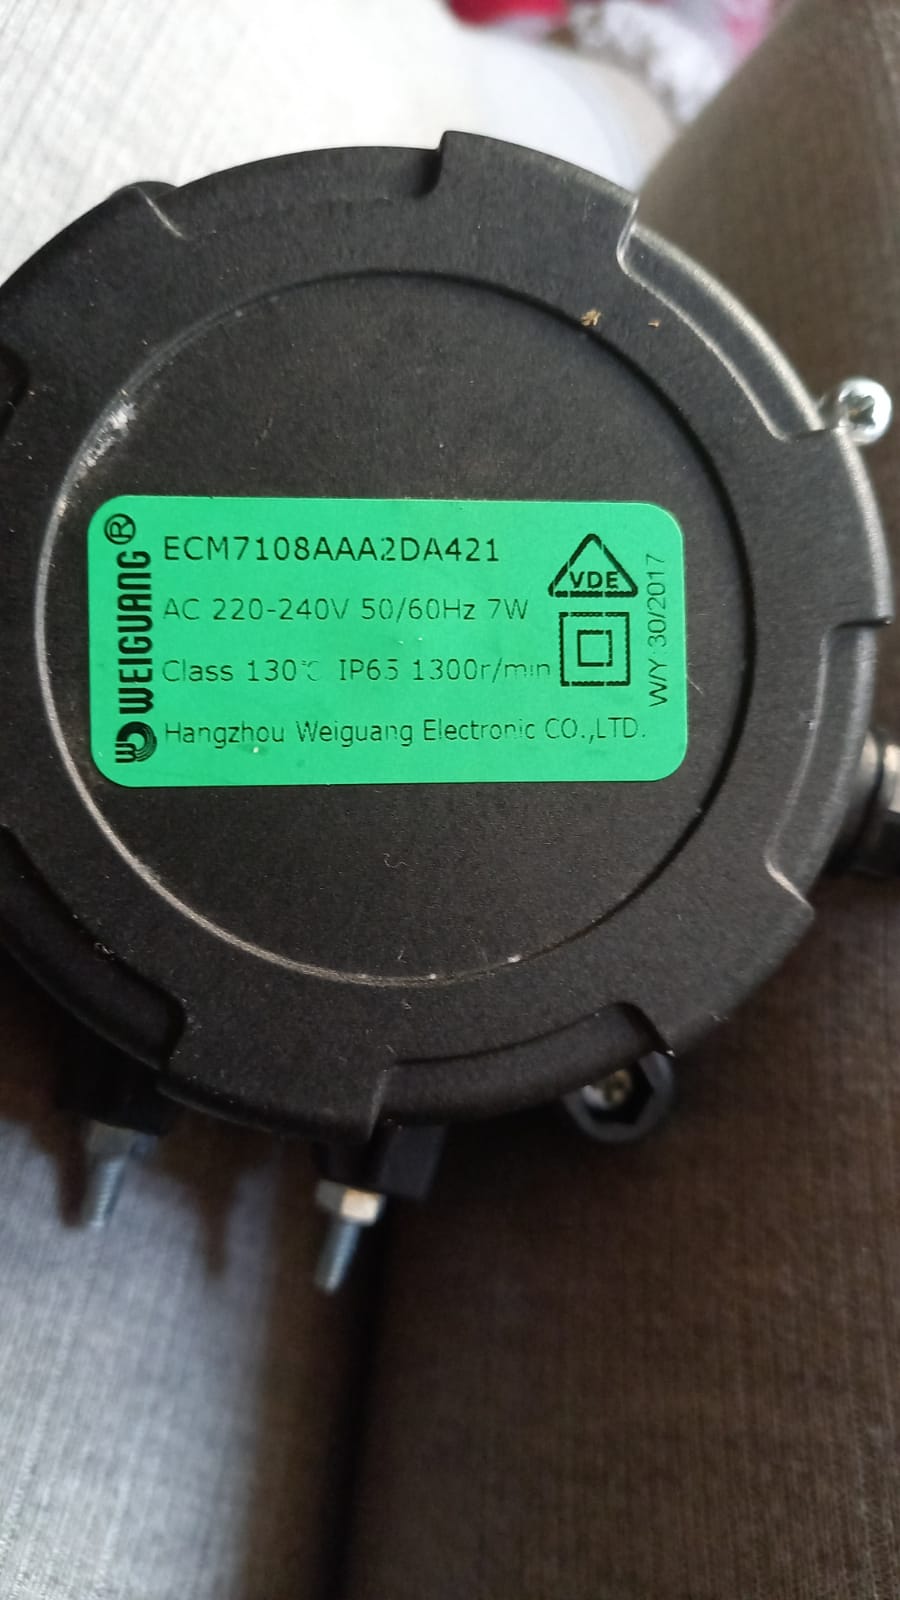 WEIGUANG®
ECM7108AAA2DA421
AC 220-240V 50/60Hz 7W
Class 130℃ IP65 1300r/min
Hangzhou Weiguang Electronic CO.,LTD.
VDE
W/Y 30/2017